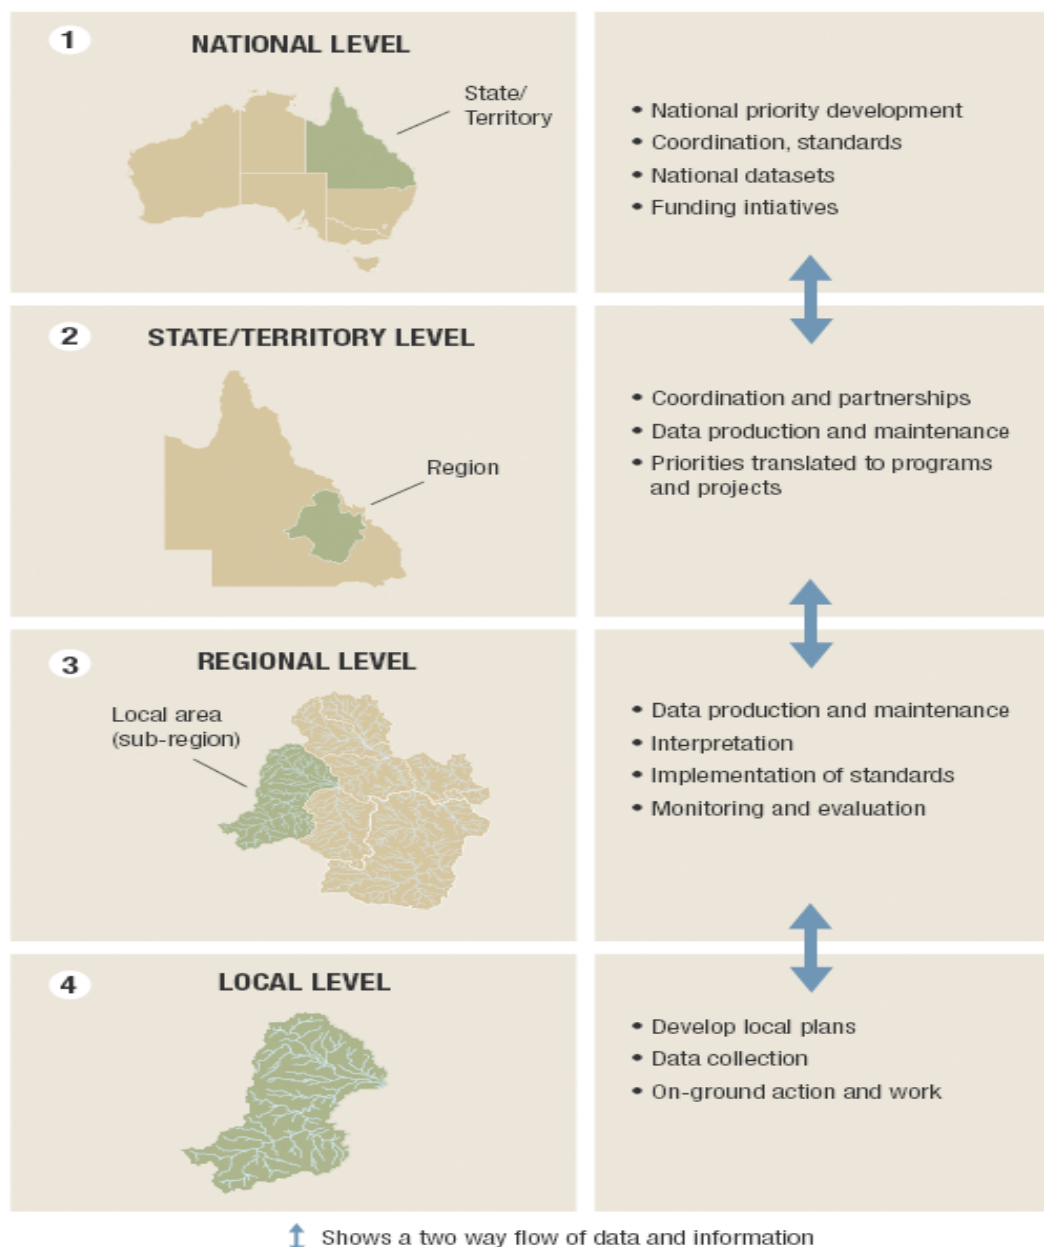 1
NATIONAL LEVEL
State/
Territory
• National priority development
• Coordination, standards
• National datasets
• Funding intiatives
2
STATE/TERRITORY LEVEL
Region
• Coordination and partnerships
• Data production and maintenance
• Priorities translated to programs
and projects
3
REGIONAL LEVEL
Local area
(sub-region)
• Data production and maintenance
• Interpretation
• Implementation of standards
• Monitoring and evaluation
4
LOCAL LEVEL
• Develop local plans
• Data collection
• On-ground action and work
Shows a two way flow of data and information